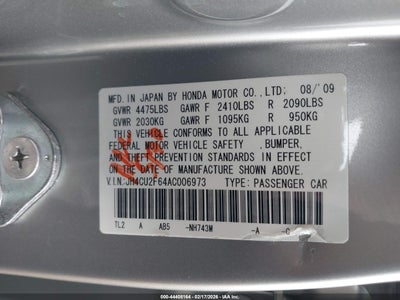 MFD. IN JAPAN BY HONDA MOTOR CO.,LTD: 08/'09
GVWR 4475LBS GAWR F 2410LBS R 2090LBS
GVWR 2030KG GAWR F 1095KG R 950KG
THIS VEHICLE CONFORMS TO ALL APPLICABLE
FEDERAL MOTOR VEHICLE SAFETY ,BUMPER,
AND THEFT PREVENTION STANDARDS IN EFFECT
ON THE DATE OF MANUFACTURE SHOWN ABOVE.
V.I.N:JH4CU2F64AC006973 TYPE: PASSENGER CAR
TL2 A AB5 -NH743M -A -C
000-44408164 - 02/17/2026 - IAAI